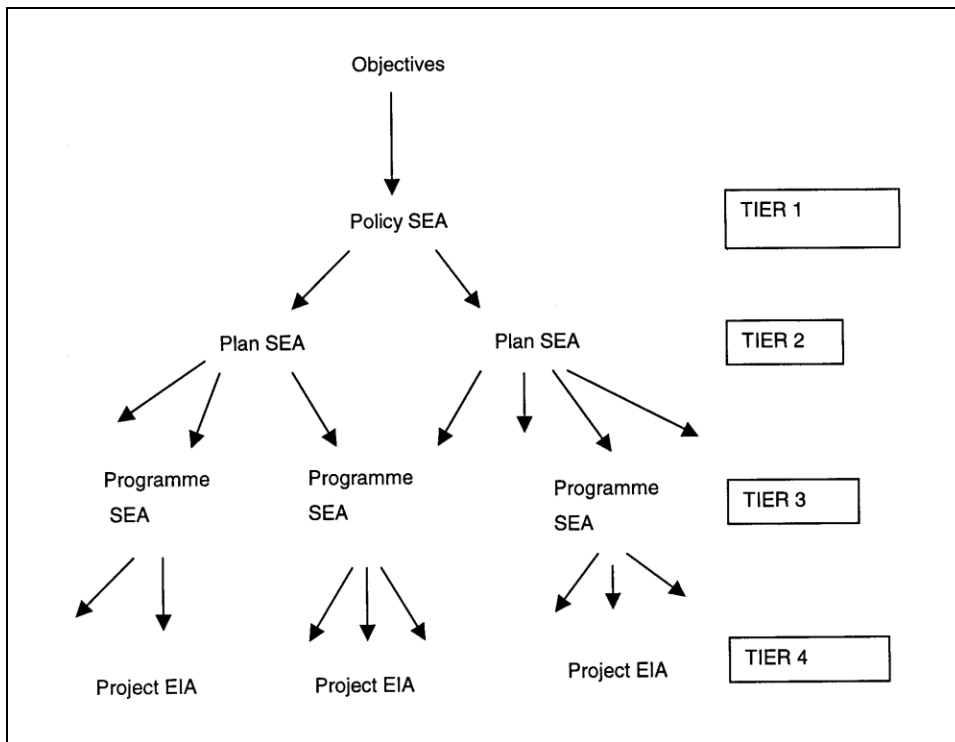 Objectives
Policy SEA
TIER 1
Plan SEA
Plan SEA
TIER 2
Programme
SEA
Programme
SEA
Programme
SEA
TIER 3
Project EIA
Project EIA
Project EIA
TIER 4